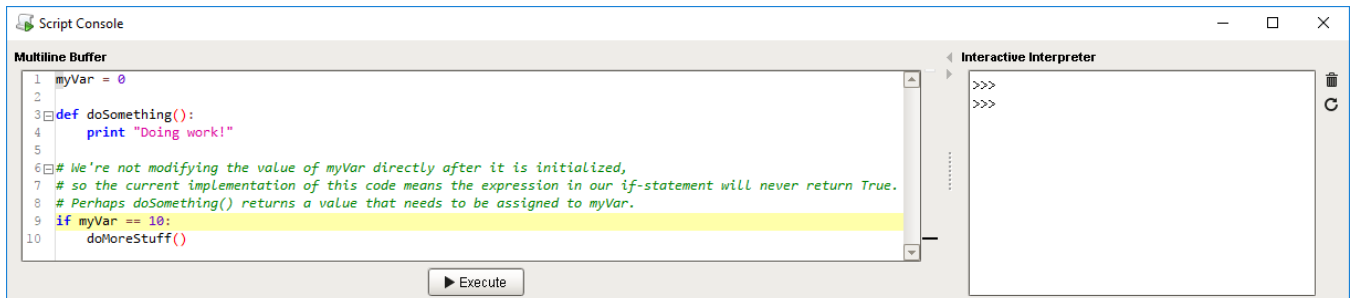 Script Console
Multiline Buffer
Interactive Interpreter
1 myVar = 0
2
3 def doSomething():
4     print "Doing work!"
5
6 # We're not modifying the value of myVar directly after it is initialized,
7 # so the current implementation of this code means the expression in our if-statement will never return True.
8 # Perhaps doSomething() returns a value that needs to be assigned to myVar.
9 if myVar == 10:
10     doMoreStuff()
>>>
>>>
Execute